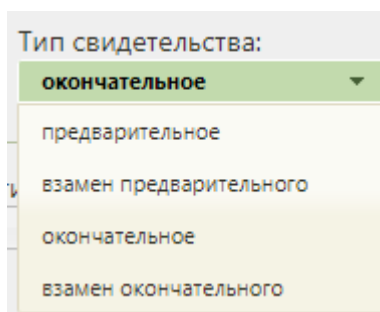 Тип свидетельства:
окончательное
предварительное
взамен предварительного
окончательное
взамен окончательного